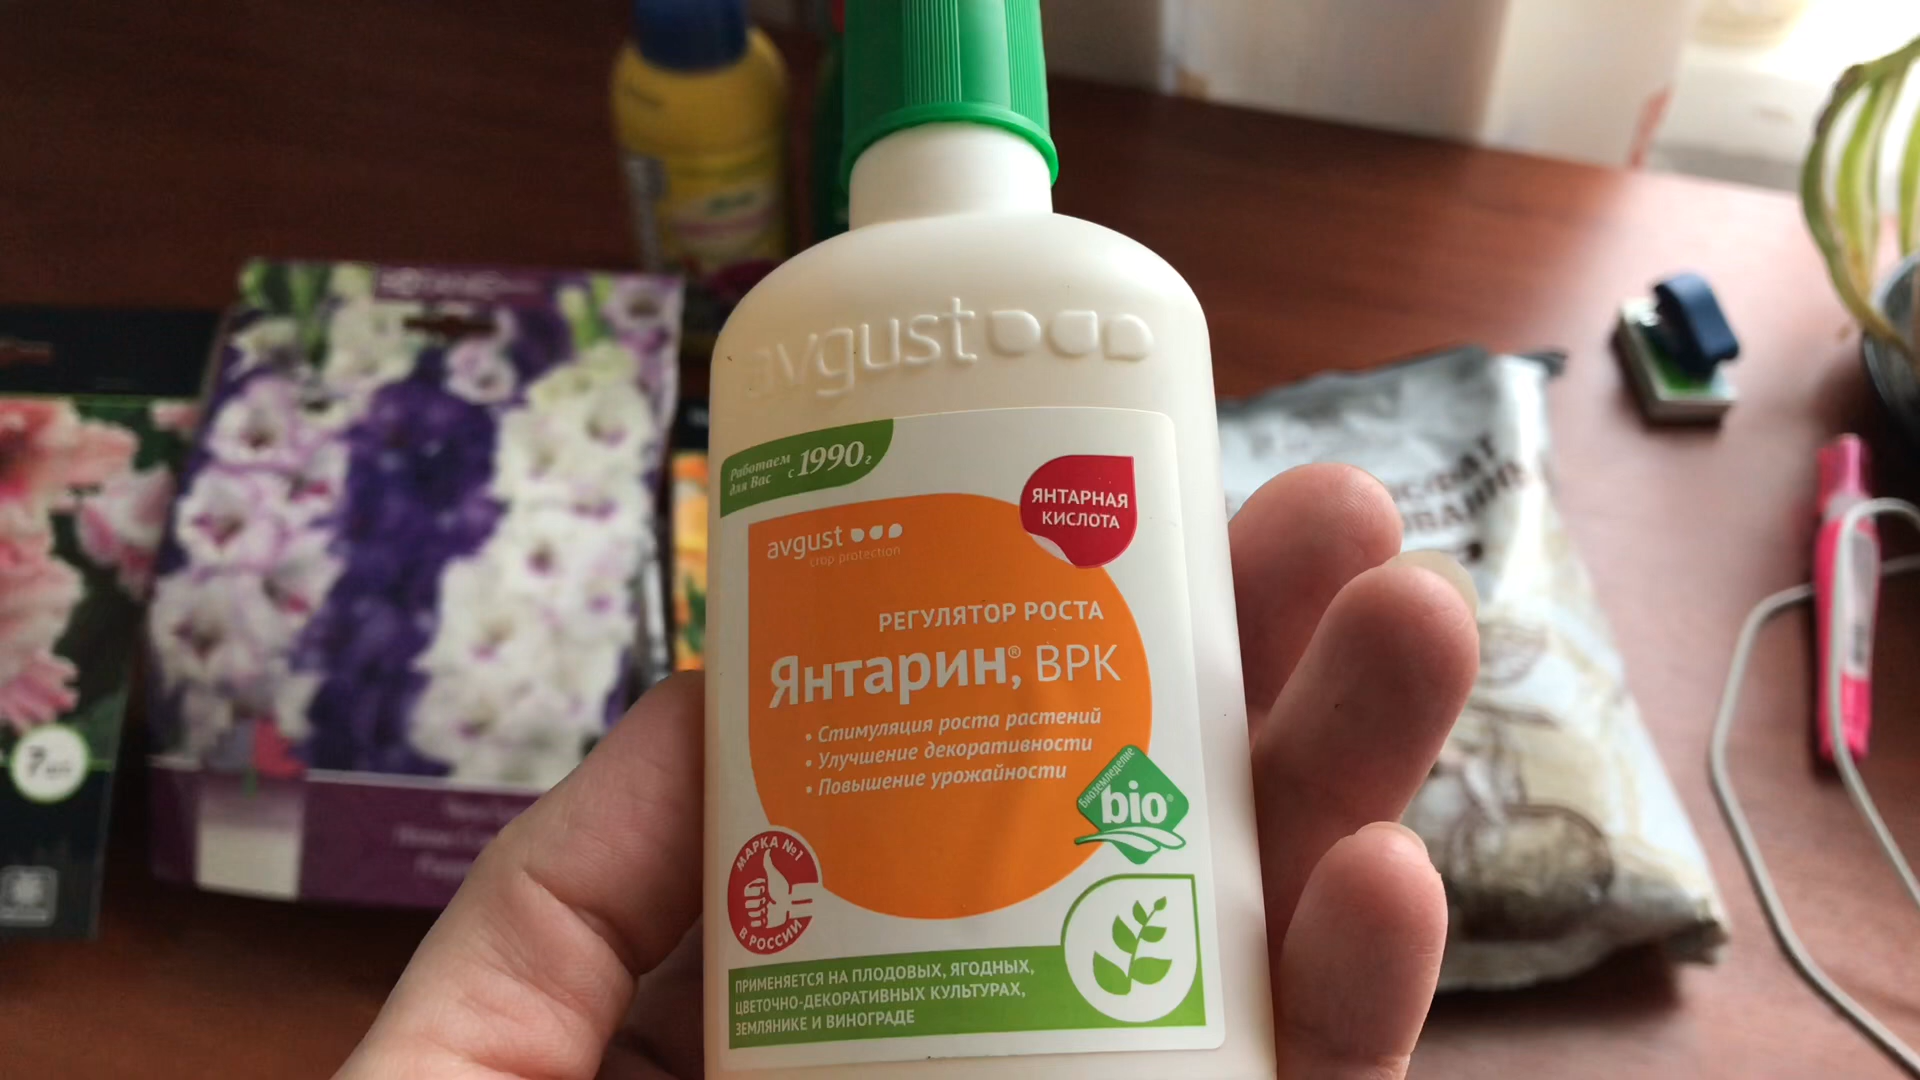 avgust
Работаем
для Вас с 1990г
ЯНТАРНАЯ
КИСЛОТА
avgust
crop protection
РЕГУЛЯТОР РОСТА
Янтарин®, ВРК
• Стимуляция роста растений
• Улучшение декоративности
• Повышение урожайности
Биоземледелие
bio®
МАРКА №1
В РОССИИ
ПРИМЕНЯЕТСЯ НА ПЛОДОВЫХ, ЯГОДНЫХ,
ЦВЕТОЧНО-ДЕКОРАТИВНЫХ КУЛЬТУРАХ,
ЗЕМЛЯНИКЕ И ВИНОГРАДЕ
7